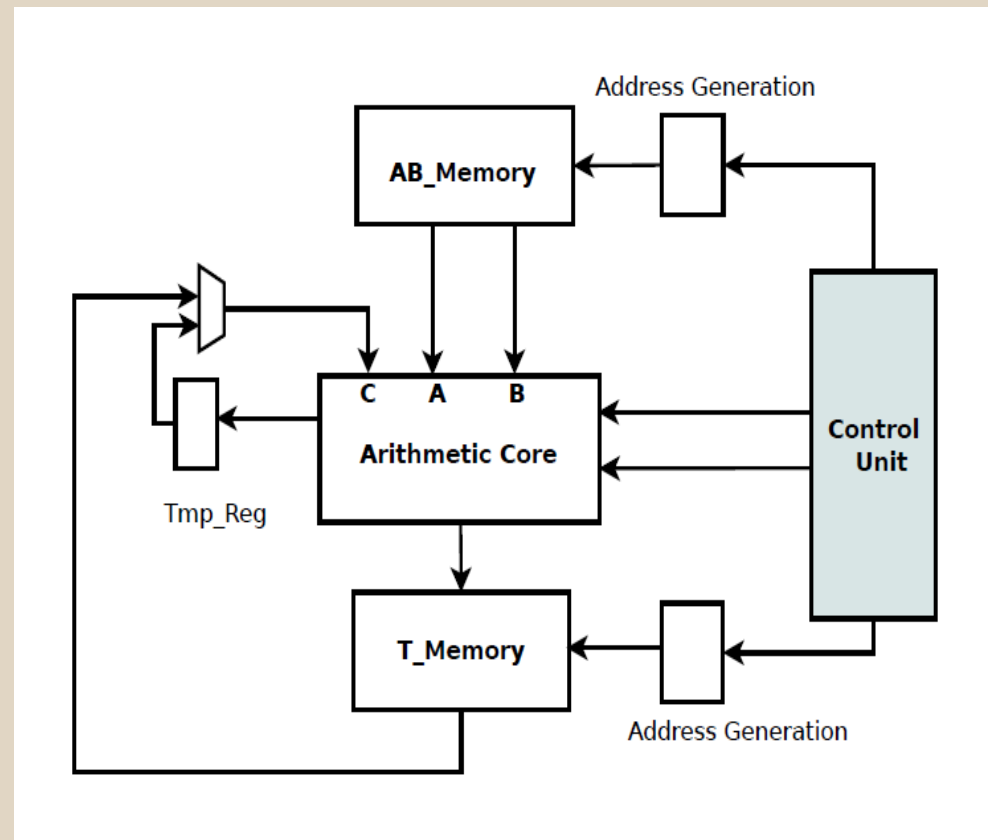 Address Generation
AB_Memory
C A B
Arithmetic Core
Control
Unit
Tmp_Reg
T_Memory
Address Generation